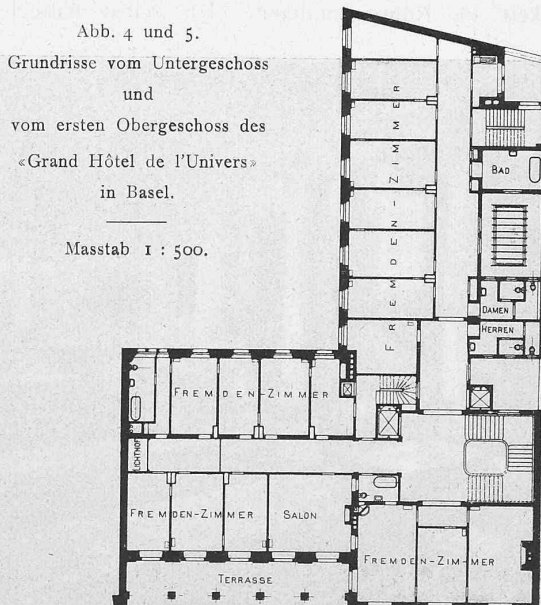 Abb. 4 und 5.
Grundrisse vom Untergeschoss
und
vom ersten Obergeschoss des
«Grand Hôtel de l'Univers»
in Basel.
Masstab 1 : 500.
FREMDEN-ZIMMER
BAD
DAMEN
HERREN
FREMDEN-ZIMMER
LICHTHOF
FREMDEN-ZIMMER
SALON
FREMDEN-ZIMMER
TERRASSE